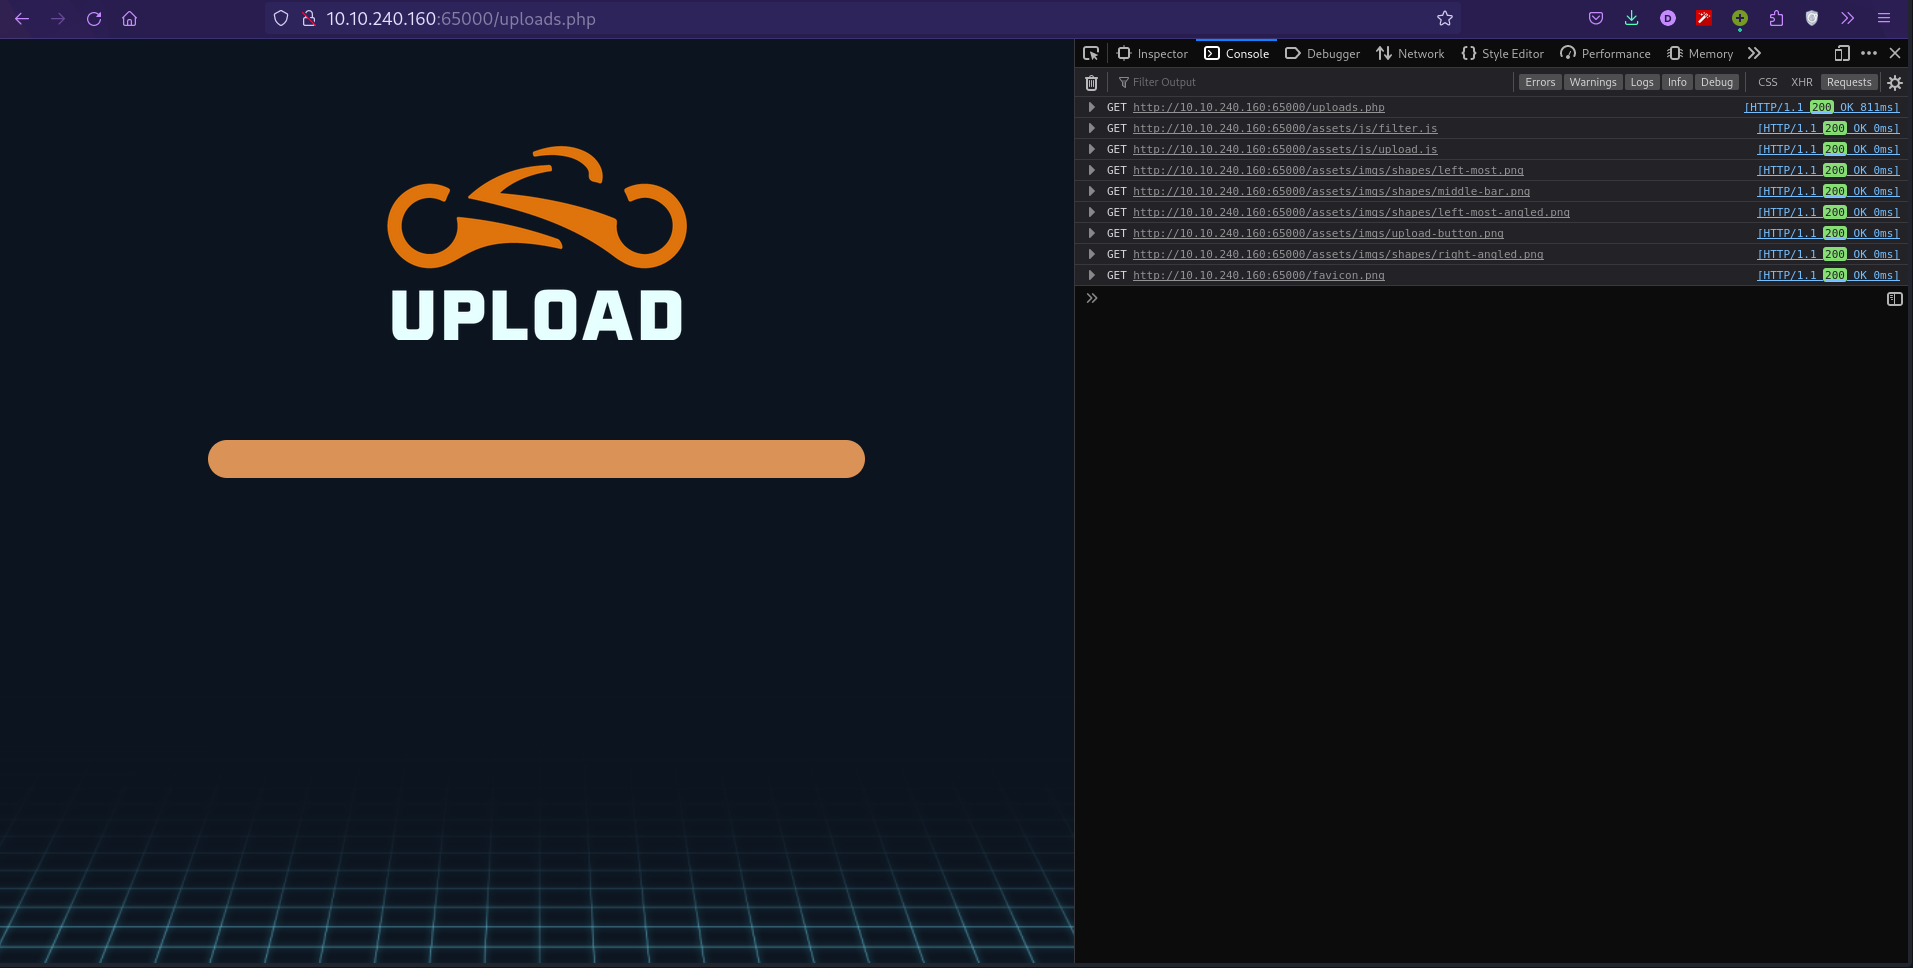 10.10.240.160:65000/uploads.php
D
Inspector Console Debugger Network Style Editor Performance Memory
Filter Output Errors Warnings Logs Info Debug CSS XHR Requests
GET http://10.10.240.160:65000/uploads.php [HTTP/1.1 200 OK 811ms]
GET http://10.10.240.160:65000/assets/js/filter.js [HTTP/1.1 200 OK 0ms]
GET http://10.10.240.160:65000/assets/js/upload.js [HTTP/1.1 200 OK 0ms]
GET http://10.10.240.160:65000/assets/imgs/shapes/left-most.png [HTTP/1.1 200 OK 0ms]
GET http://10.10.240.160:65000/assets/imgs/shapes/middle-bar.png [HTTP/1.1 200 OK 0ms]
GET http://10.10.240.160:65000/assets/imgs/shapes/left-most-angled.png [HTTP/1.1 200 OK 0ms]
GET http://10.10.240.160:65000/assets/imgs/upload-button.png [HTTP/1.1 200 OK 0ms]
GET http://10.10.240.160:65000/assets/imgs/shapes/right-angled.png [HTTP/1.1 200 OK 0ms]
GET http://10.10.240.160:65000/favicon.png [HTTP/1.1 200 OK 0ms]
UPLOAD